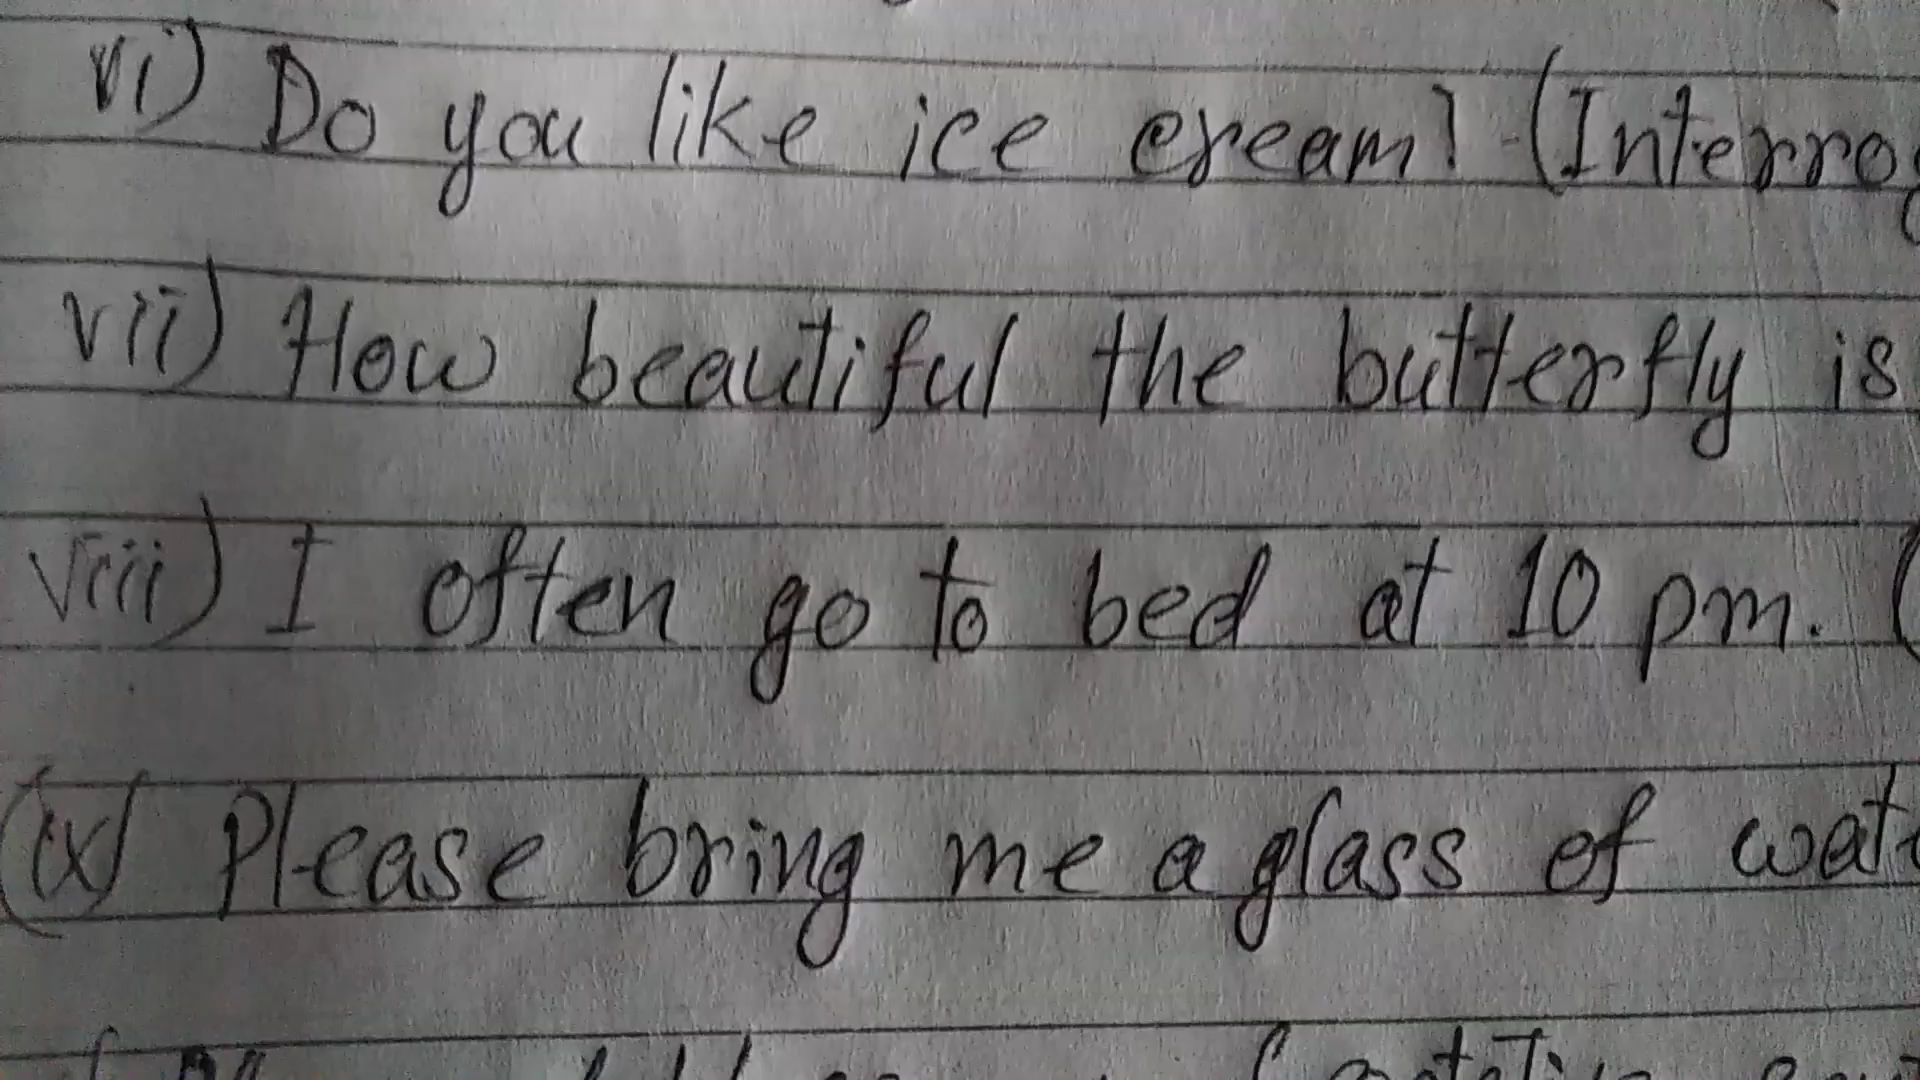 vi) Do you like ice cream? (Interrog
vii) How beautiful the butterfly is
viii) I often go to bed at 10 pm. (
(ix) Please bring me a glass of wat